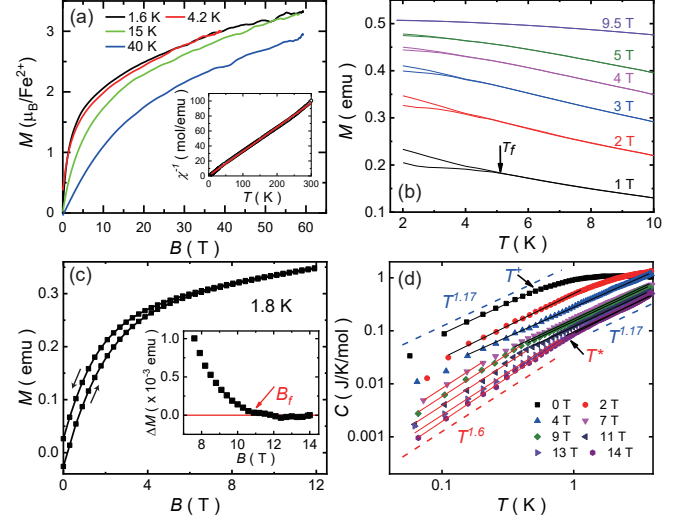 (a)
1.6 K
4.2 K
15 K
40 K
M (μB/Fe2+)
3
2
1
0
0 10 20 30 40 50 60
B ( T )
χ-1 (mol/emu)
100
80
60
40
20
0
0 150 300
T ( K )
(b)
9.5 T
5 T
4 T
3 T
2 T
1 T
Tf
M ( emu )
0.5
0.4
0.3
0.2
0.1
2 4 6 8 10
T ( K )
(c)
1.8 K
M ( emu )
0.3
0.2
0.1
0.0
0 4 8 12
B ( T )
ΔM ( x 10-3 emu)
1.0
0.5
0.0
8 10 12 14
B ( T )
Bf
(d)
T+
T1.17
T1.17
T*
T1.6
C ( J/K/mol )
1
0.1
0.01
0.001
0.1 1
T ( K )
0 T 2 T
4 T 7 T
9 T 11 T
13 T 14 T